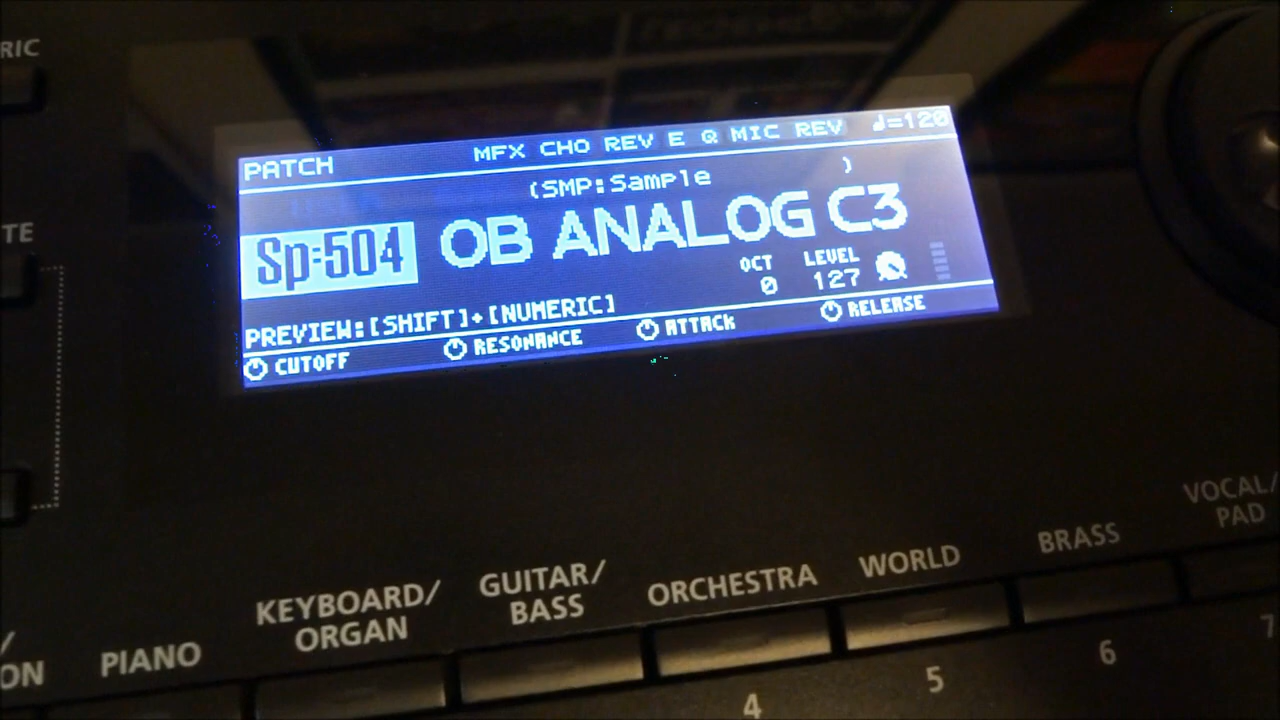 RIC
PATCH MFX CHO REV E Q MIC REV ♩=120
(SMP:Sample )
Sp:504 OB ANALOG C3
TE
OCT LEVEL
0 127
PREVIEW:[SHIFT]+[NUMERIC]
CUTOFF RESONANCE ATTACK RELEASE
VOCAL/
PAD
BRASS
WORLD
ORCHESTRA
GUITAR/
BASS
KEYBOARD/
ORGAN
PIANO
/
ON
4 5 6 7